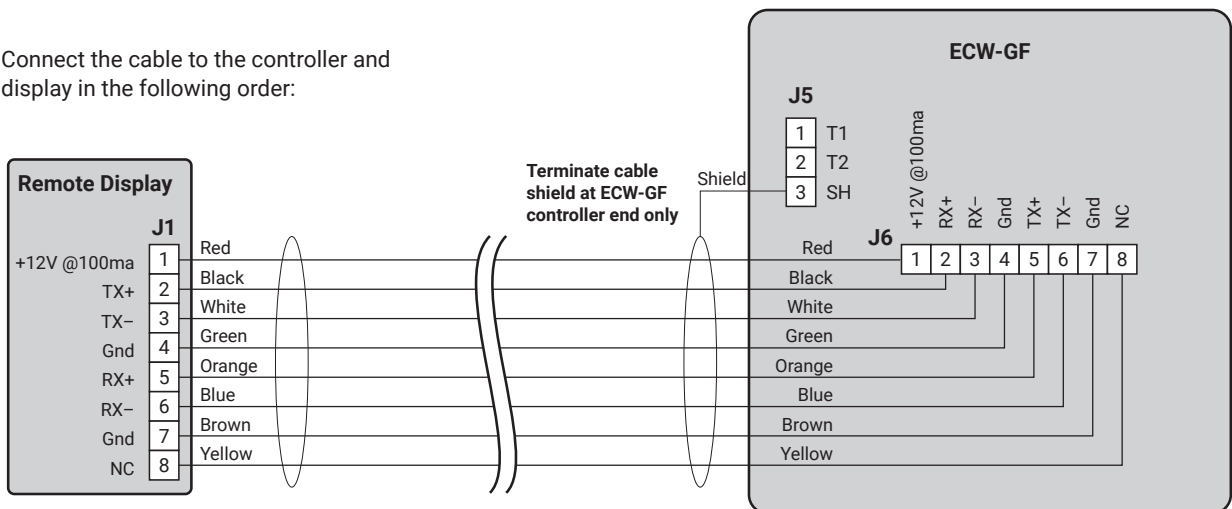 Connect the cable to the controller and
display in the following order:
ECW-GF
J5
1 T1
2 T2
3 SH
Terminate cable
shield at ECW-GF
controller end only
Shield
Remote Display
J1
+12V @100ma 1 Red
TX+ 2 Black
TX– 3 White
Gnd 4 Green
RX+ 5 Orange
RX– 6 Blue
Gnd 7 Brown
NC 8 Yellow
+12V @100ma
RX+
RX–
Gnd
TX+
TX–
Gnd
NC
J6
1 2 3 4 5 6 7 8
Red
Black
White
Green
Orange
Blue
Brown
Yellow